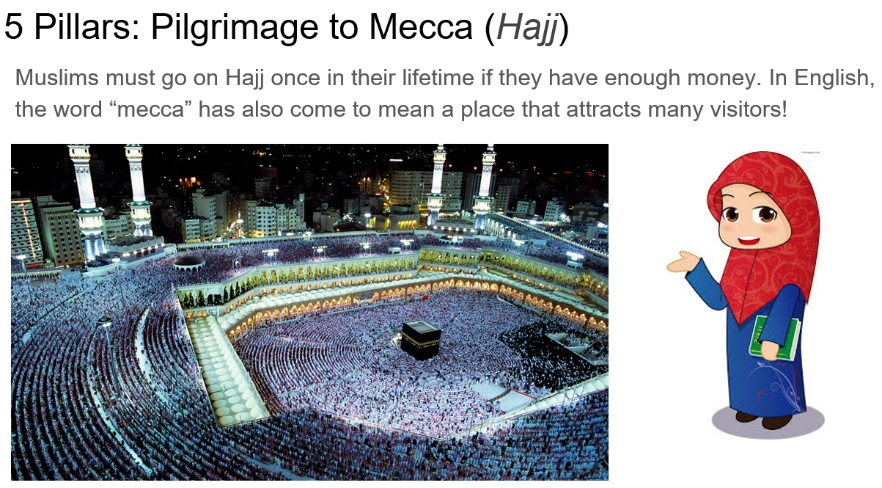 5 Pillars: Pilgrimage to Mecca (Hajj)
Muslims must go on Hajj once in their lifetime if they have enough money. In English,
the word “mecca” has also come to mean a place that attracts many visitors!